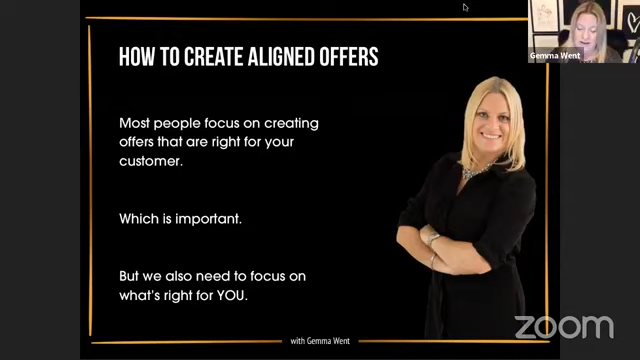 Gemma Went
HOW TO CREATE ALIGNED OFFERS
Most people focus on creating
offers that are right for your
customer.
Which is important.
But we also need to focus on
what's right for YOU.
with Gemma Went
zoom